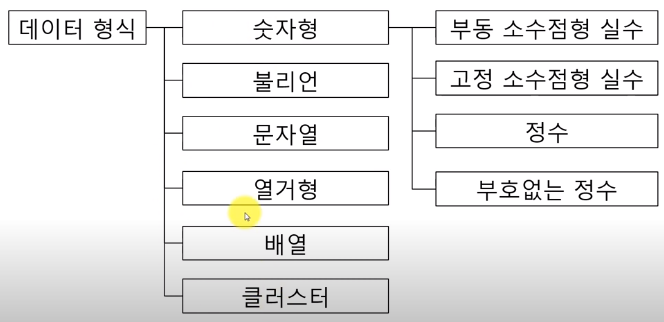 데이터 형식
숫자형
부동 소수점형 실수
불리언
고정 소수점형 실수
문자열
정수
열거형
부호없는 정수
배열
클러스터